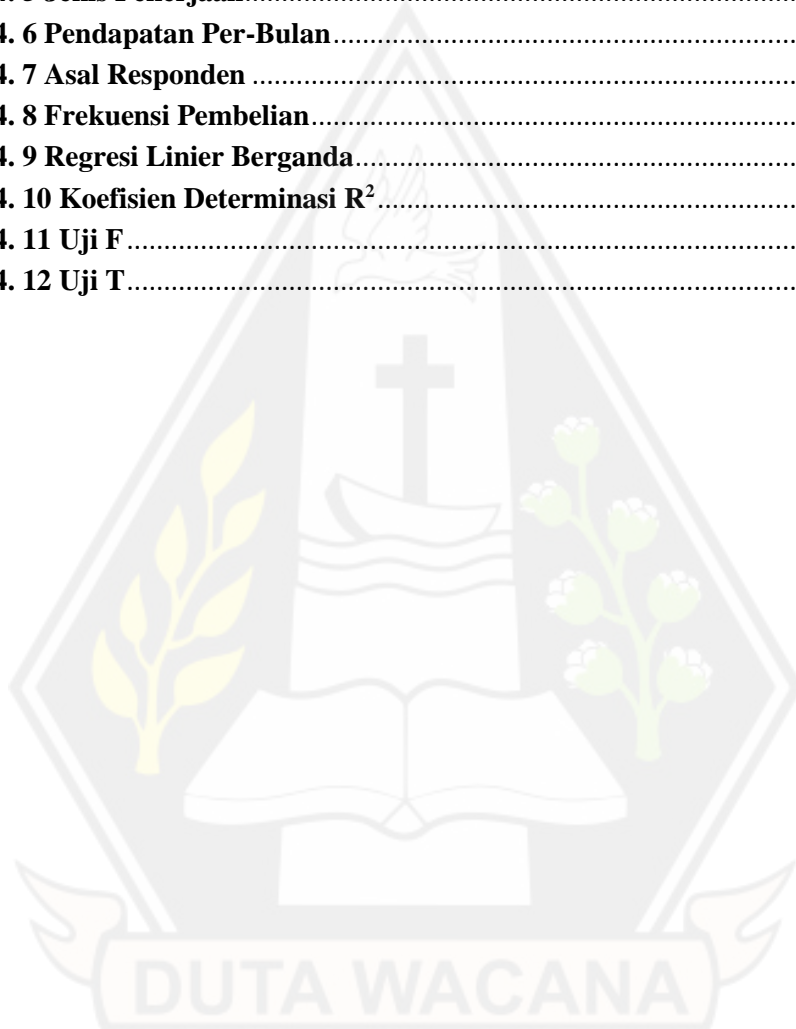 4. 6 Pendapatan Per-Bulan................................................................
4. 7 Asal Responden ................................................................
4. 8 Frekuensi Pembelian................................................................
4. 9 Regresi Linier Berganda................................................................
4. 10 Koefisien Determinasi R²................................................................
4. 11 Uji F................................................................
4. 12 Uji T................................................................
DUTA WACANA